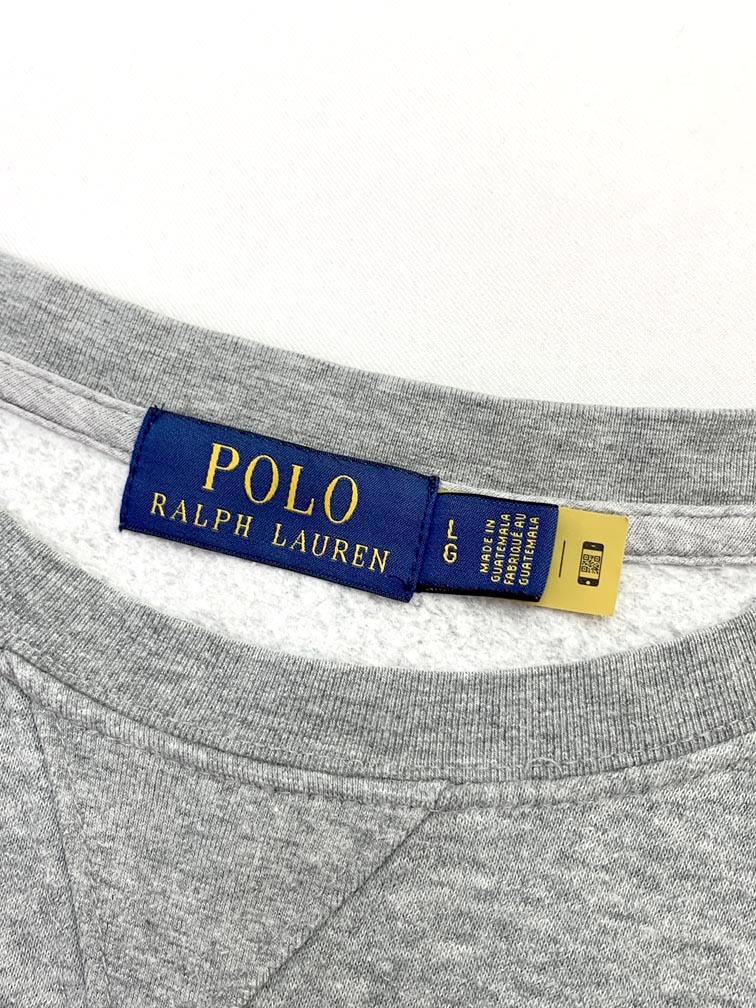 POLO
RALPH LAUREN
L
G
MADE IN
GUATEMALA
FABRIQUÉ AU
GUATEMALA